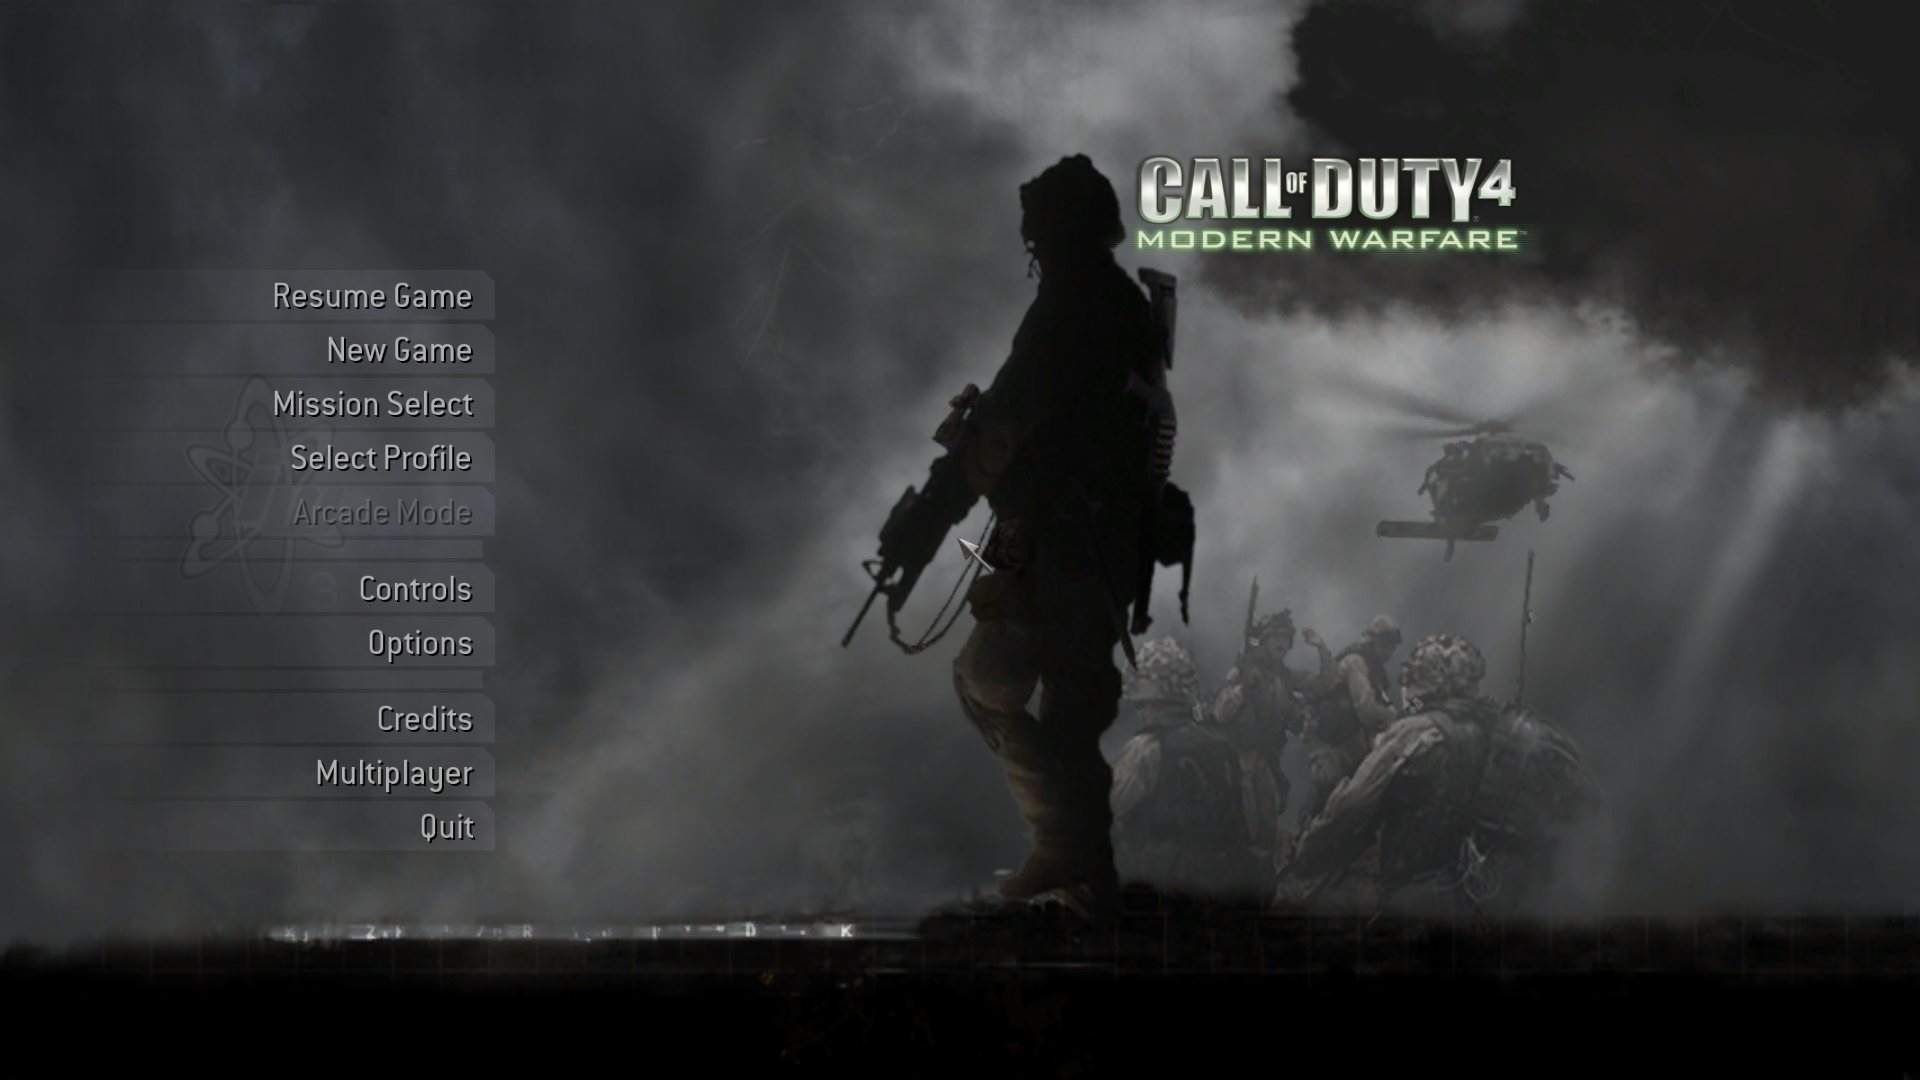 CALL OF DUTY 4
MODERN WARFARE™
Resume Game
New Game
Mission Select
Select Profile
Arcade Mode
Controls
Options
Credits
Multiplayer
Quit